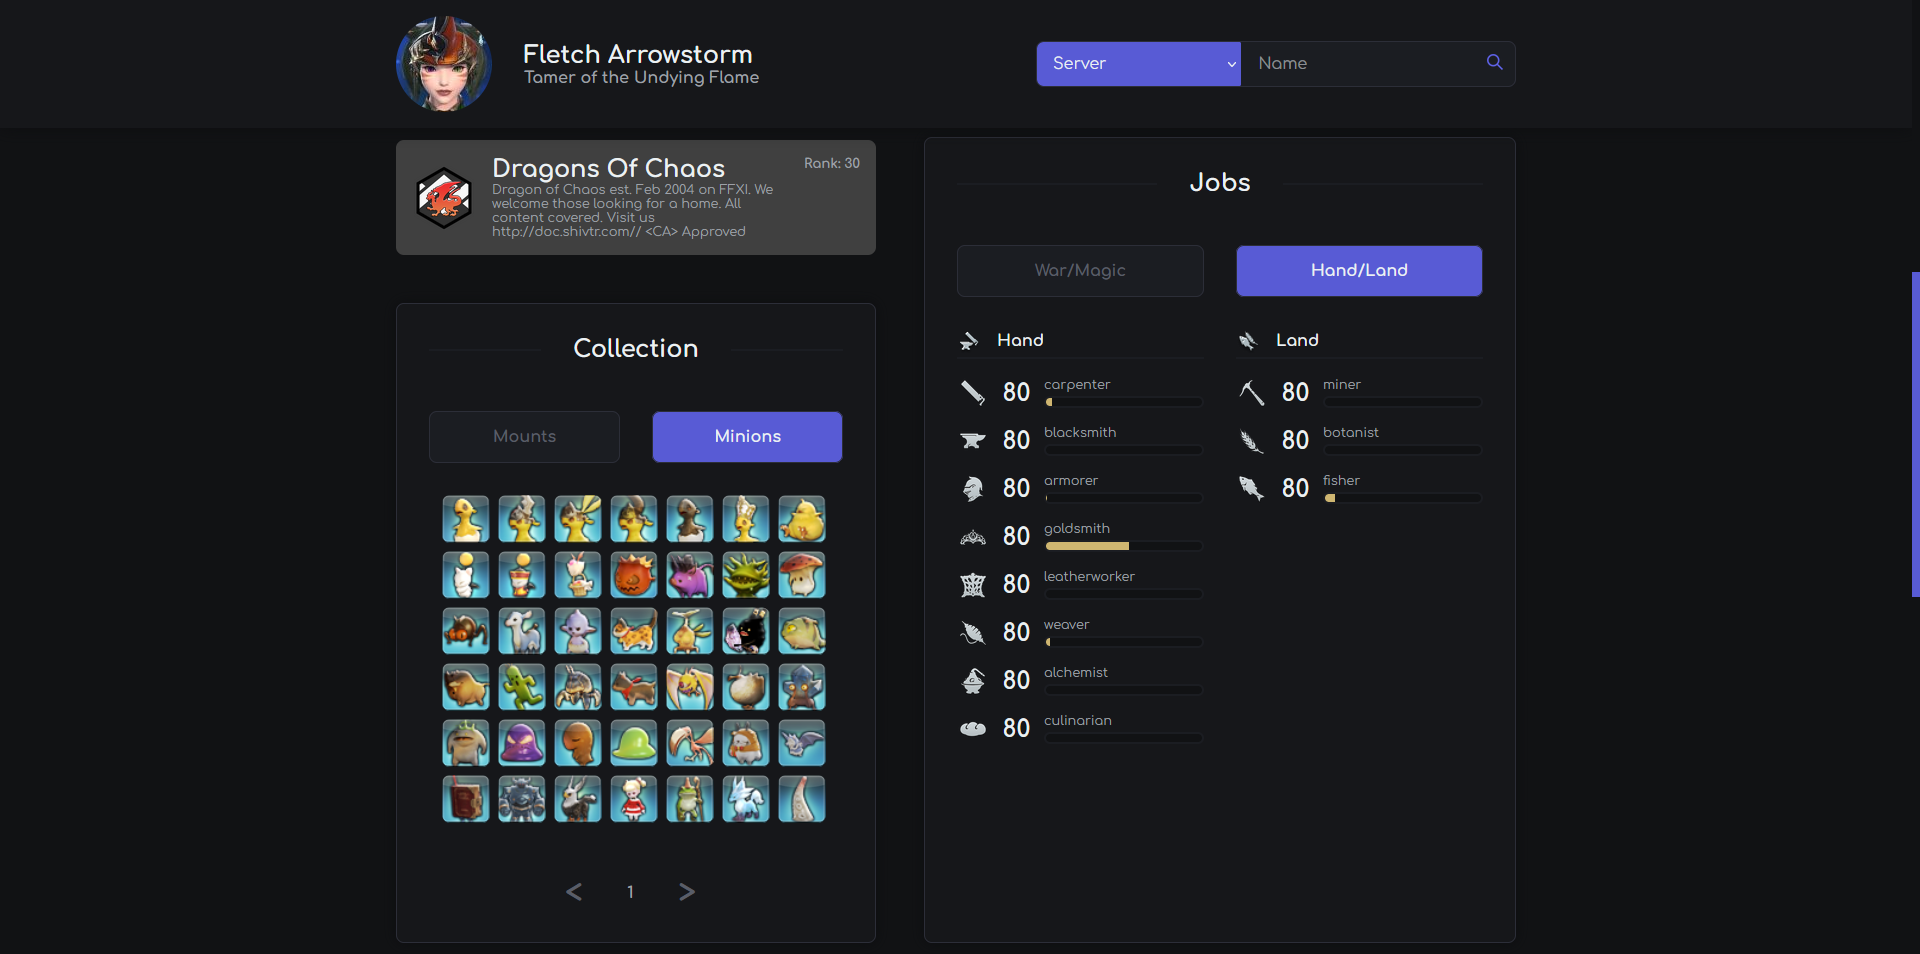 Fletch Arrowstorm
Tamer of the Undying Flame
Server
Name
Dragons Of Chaos
Rank: 30
Dragon of Chaos est. Feb 2004 on FFXI. We
welcome those looking for a home. All
content covered. Visit us
http://doc.shivtr.com// <CA> Approved
Collection
Mounts
Minions
< 1 >
Jobs
War/Magic
Hand/Land
Hand
80 carpenter
80 blacksmith
80 armorer
80 goldsmith
80 leatherworker
80 weaver
80 alchemist
80 culinarian
Land
80 miner
80 botanist
80 fisher